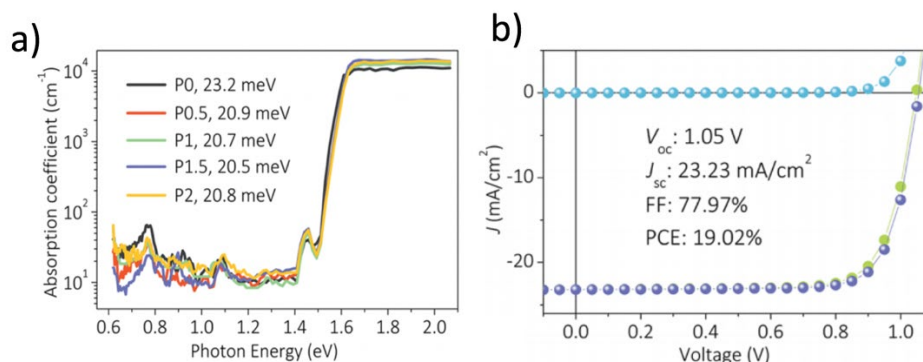 a)
Absorption coefficient (cm⁻¹)
10⁴
10³
10²
10¹
P0, 23.2 meV
P0.5, 20.9 meV
P1, 20.7 meV
P1.5, 20.5 meV
P2, 20.8 meV
0.6 0.8 1.0 1.2 1.4 1.6 1.8 2.0
Photon Energy (eV)
b)
J (mA/cm²)
0
-10
-20
Voc: 1.05 V
Jsc: 23.23 mA/cm²
FF: 77.97%
PCE: 19.02%
0.0 0.2 0.4 0.6 0.8 1.0
Voltage (V)